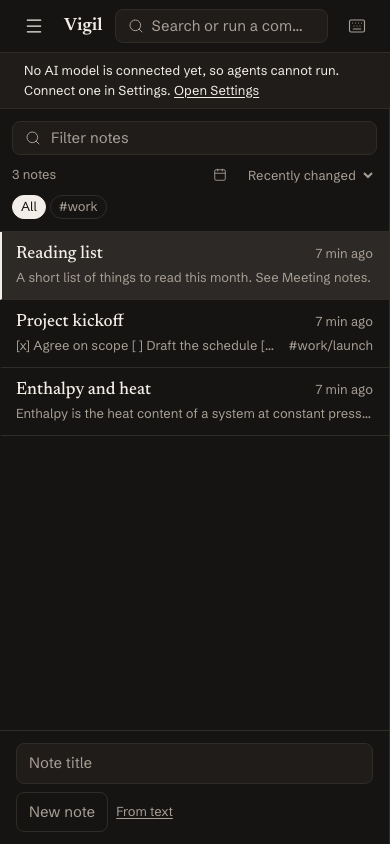 Vigil
Search or run a com...
No AI model is connected yet, so agents cannot run.
Connect one in Settings. Open Settings
Filter notes
3 notes
Recently changed
All
#work
Reading list
7 min ago
A short list of things to read this month. See Meeting notes.
Project kickoff
7 min ago
[x] Agree on scope [ ] Draft the schedule [...
#work/launch
Enthalpy and heat
7 min ago
Enthalpy is the heat content of a system at constant press...
Note title
New note
From text